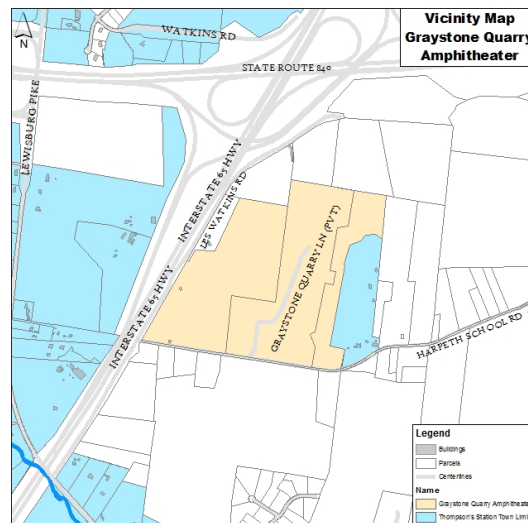 Vicinity Map
Graystone Quarry
Amphitheater
N
WATKINS RD
STATE ROUTE 840
LEWISBURG PIKE
INTERSTATE 65 HWY
LES WATKINS RD
GRAYSTONE QUARRY LN (PVT)
INTERSTATE 65 HWY
HARPETH SCHOOL RD
Legend
Buildings
Parcels
Centerlines
Name
Graystone Quarry Amphitheater
Thompson's Station Town Limi